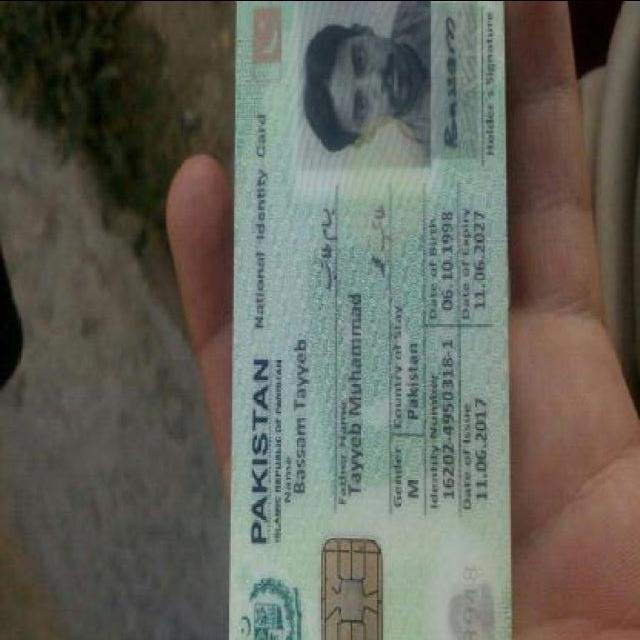 PAKISTAN National Identity Card
ISLAMIC REPUBLIC OF PAKISTAN
Name
Bassam Tayyeb
Father Name
Tayyeb Muhammad
Gender Country of Stay
M Pakistan
Identity Number Date of Birth
16202-4950318-1 05.10.1998
Date of Issue Date of Expiry
11.06.2017 11.06.2027
Holder's Signature